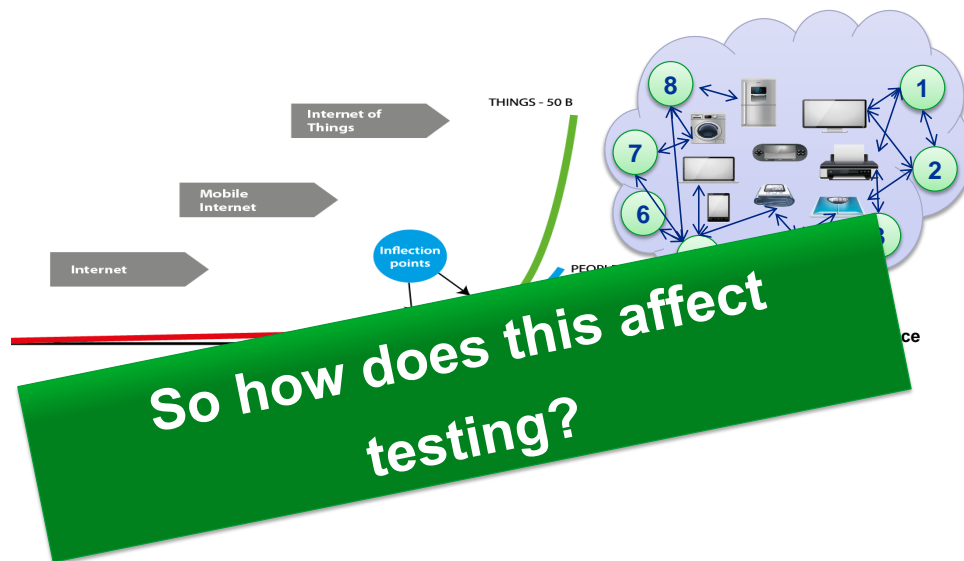 THINGS - 50 B
Internet of
Things
Mobile
Internet
Internet
Inflection
points
8
1
7
2
6
So how does this affect
testing?